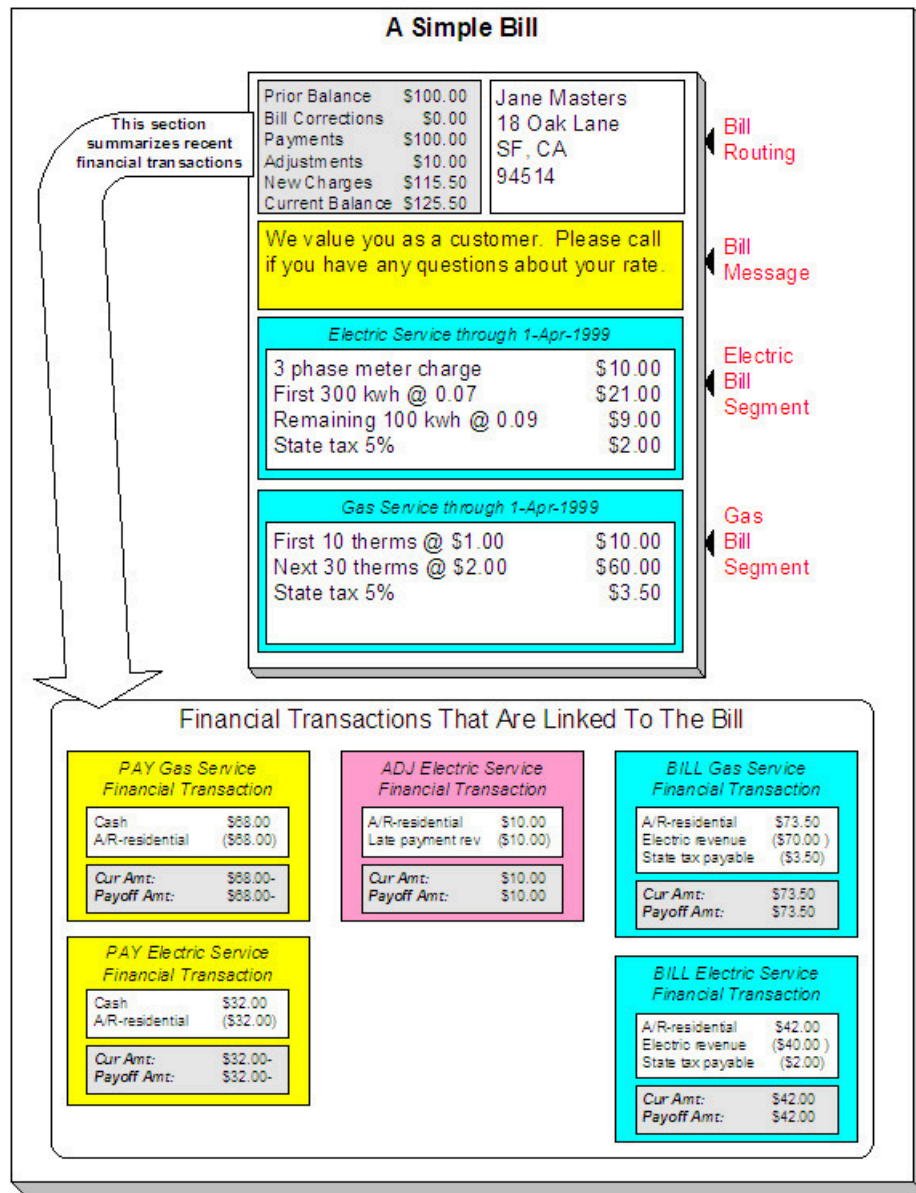 A Simple Bill
This section
summarizes recent
financial transactions
Prior Balance $100.00
Bill Corrections $0.00
Payments $100.00
Adjustments $10.00
New Charges $115.50
Current Balance $125.50
Jane Masters
18 Oak Lane
SF, CA
94514
Bill
Routing
We value you as a customer. Please call
if you have any questions about your rate.
Bill
Message
Electric Service through 1-Apr-1999
3 phase meter charge $10.00
First 300 kwh @ 0.07 $21.00
Remaining 100 kwh @ 0.09 $9.00
State tax 5% $2.00
Electric
Bill
Segment
Gas Service through 1-Apr-1999
First 10 therms @ $1.00 $10.00
Next 30 therms @ $2.00 $60.00
State tax 5% $3.50
Gas
Bill
Segment
Financial Transactions That Are Linked To The Bill
PAY Gas Service
Financial Transaction
Cash $68.00
A/R-residential ($68.00)
Cur Amt: $68.00-
Payoff Amt: $68.00-
ADJ Electric Service
Financial Transaction
A/R-residential $10.00
Late payment rev ($10.00)
Cur Amt: $10.00
Payoff Amt: $10.00
BILL Gas Service
Financial Transaction
A/R-residential $73.50
Electric revenue ($70.00 )
State tax payable ($3.50)
Cur Amt: $73.50
Payoff Amt: $73.50
PAY Electric Service
Financial Transaction
Cash $32.00
A/R-residential ($32.00)
Cur Amt: $32.00-
Payoff Amt: $32.00-
BILL Electric Service
Financial Transaction
A/R-residential $42.00
Electric revenue ($40.00 )
State tax payable ($2.00)
Cur Amt: $42.00
Payoff Amt: $42.00